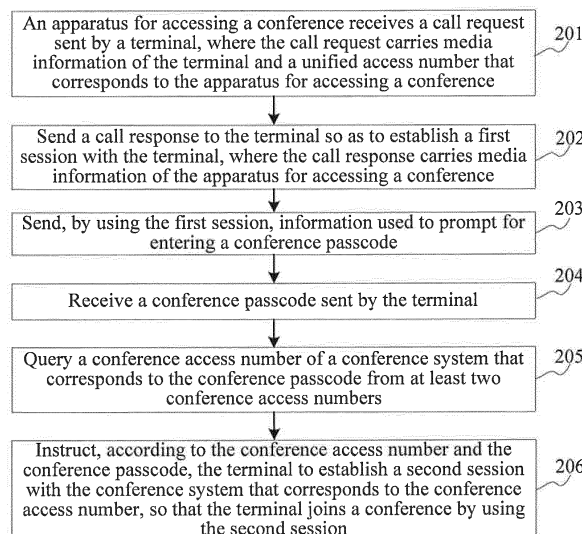 An apparatus for accessing a conference receives a call request
sent by a terminal, where the call request carries media
information of the terminal and a unified access number that
corresponds to the apparatus for accessing a conference
201
Send a call response to the terminal so as to establish a first
session with the terminal, where the call response carries media
information of the apparatus for accessing a conference
202
Send, by using the first session, information used to prompt for
entering a conference passcode
203
Receive a conference passcode sent by the terminal
204
Query a conference access number of a conference system that
corresponds to the conference passcode from at least two
conference access numbers
205
Instruct, according to the conference access number and the
conference passcode, the terminal to establish a second session
with the conference system that corresponds to the conference
access number, so that the terminal joins a conference by using
the second session
206